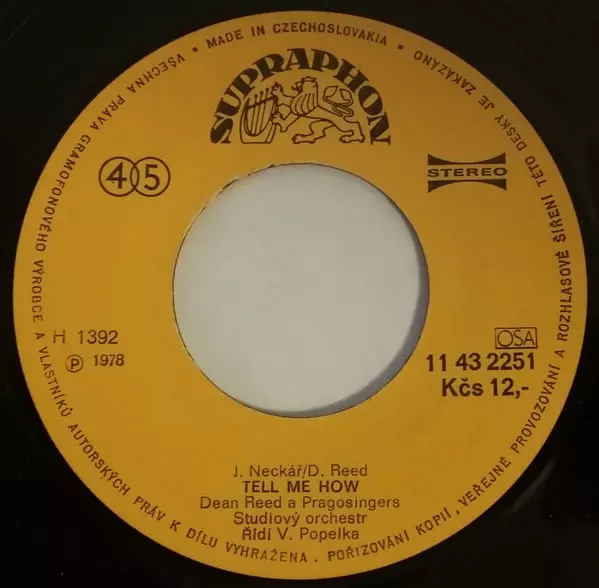 MADE IN CZECHOSLOVAKIA • VŠECHNA PRÁVA GRAMOFONOVÉHO VÝROBCE A VLASTNÍKŮ AUTORSKÝCH PRÁV K DÍLU VYHRAŽENA. POŘIZOVÁNÍ KOPIÍ, VEŘEJNÉ PROVOZOVÁNÍ A ROZHLASOVÉ ŠÍŘENÍ TÉTO DESKY JE ZAKÁZÁNO •
SUPRAPHON
45
STEREO
H 1392
Ⓟ 1978
OSA
11 43 2251
Kčs 12,-
J. Neckář/D. Reed
TELL ME HOW
Dean Reed a Pragosingers
Studiový orchestr
Řídí V. Popelka